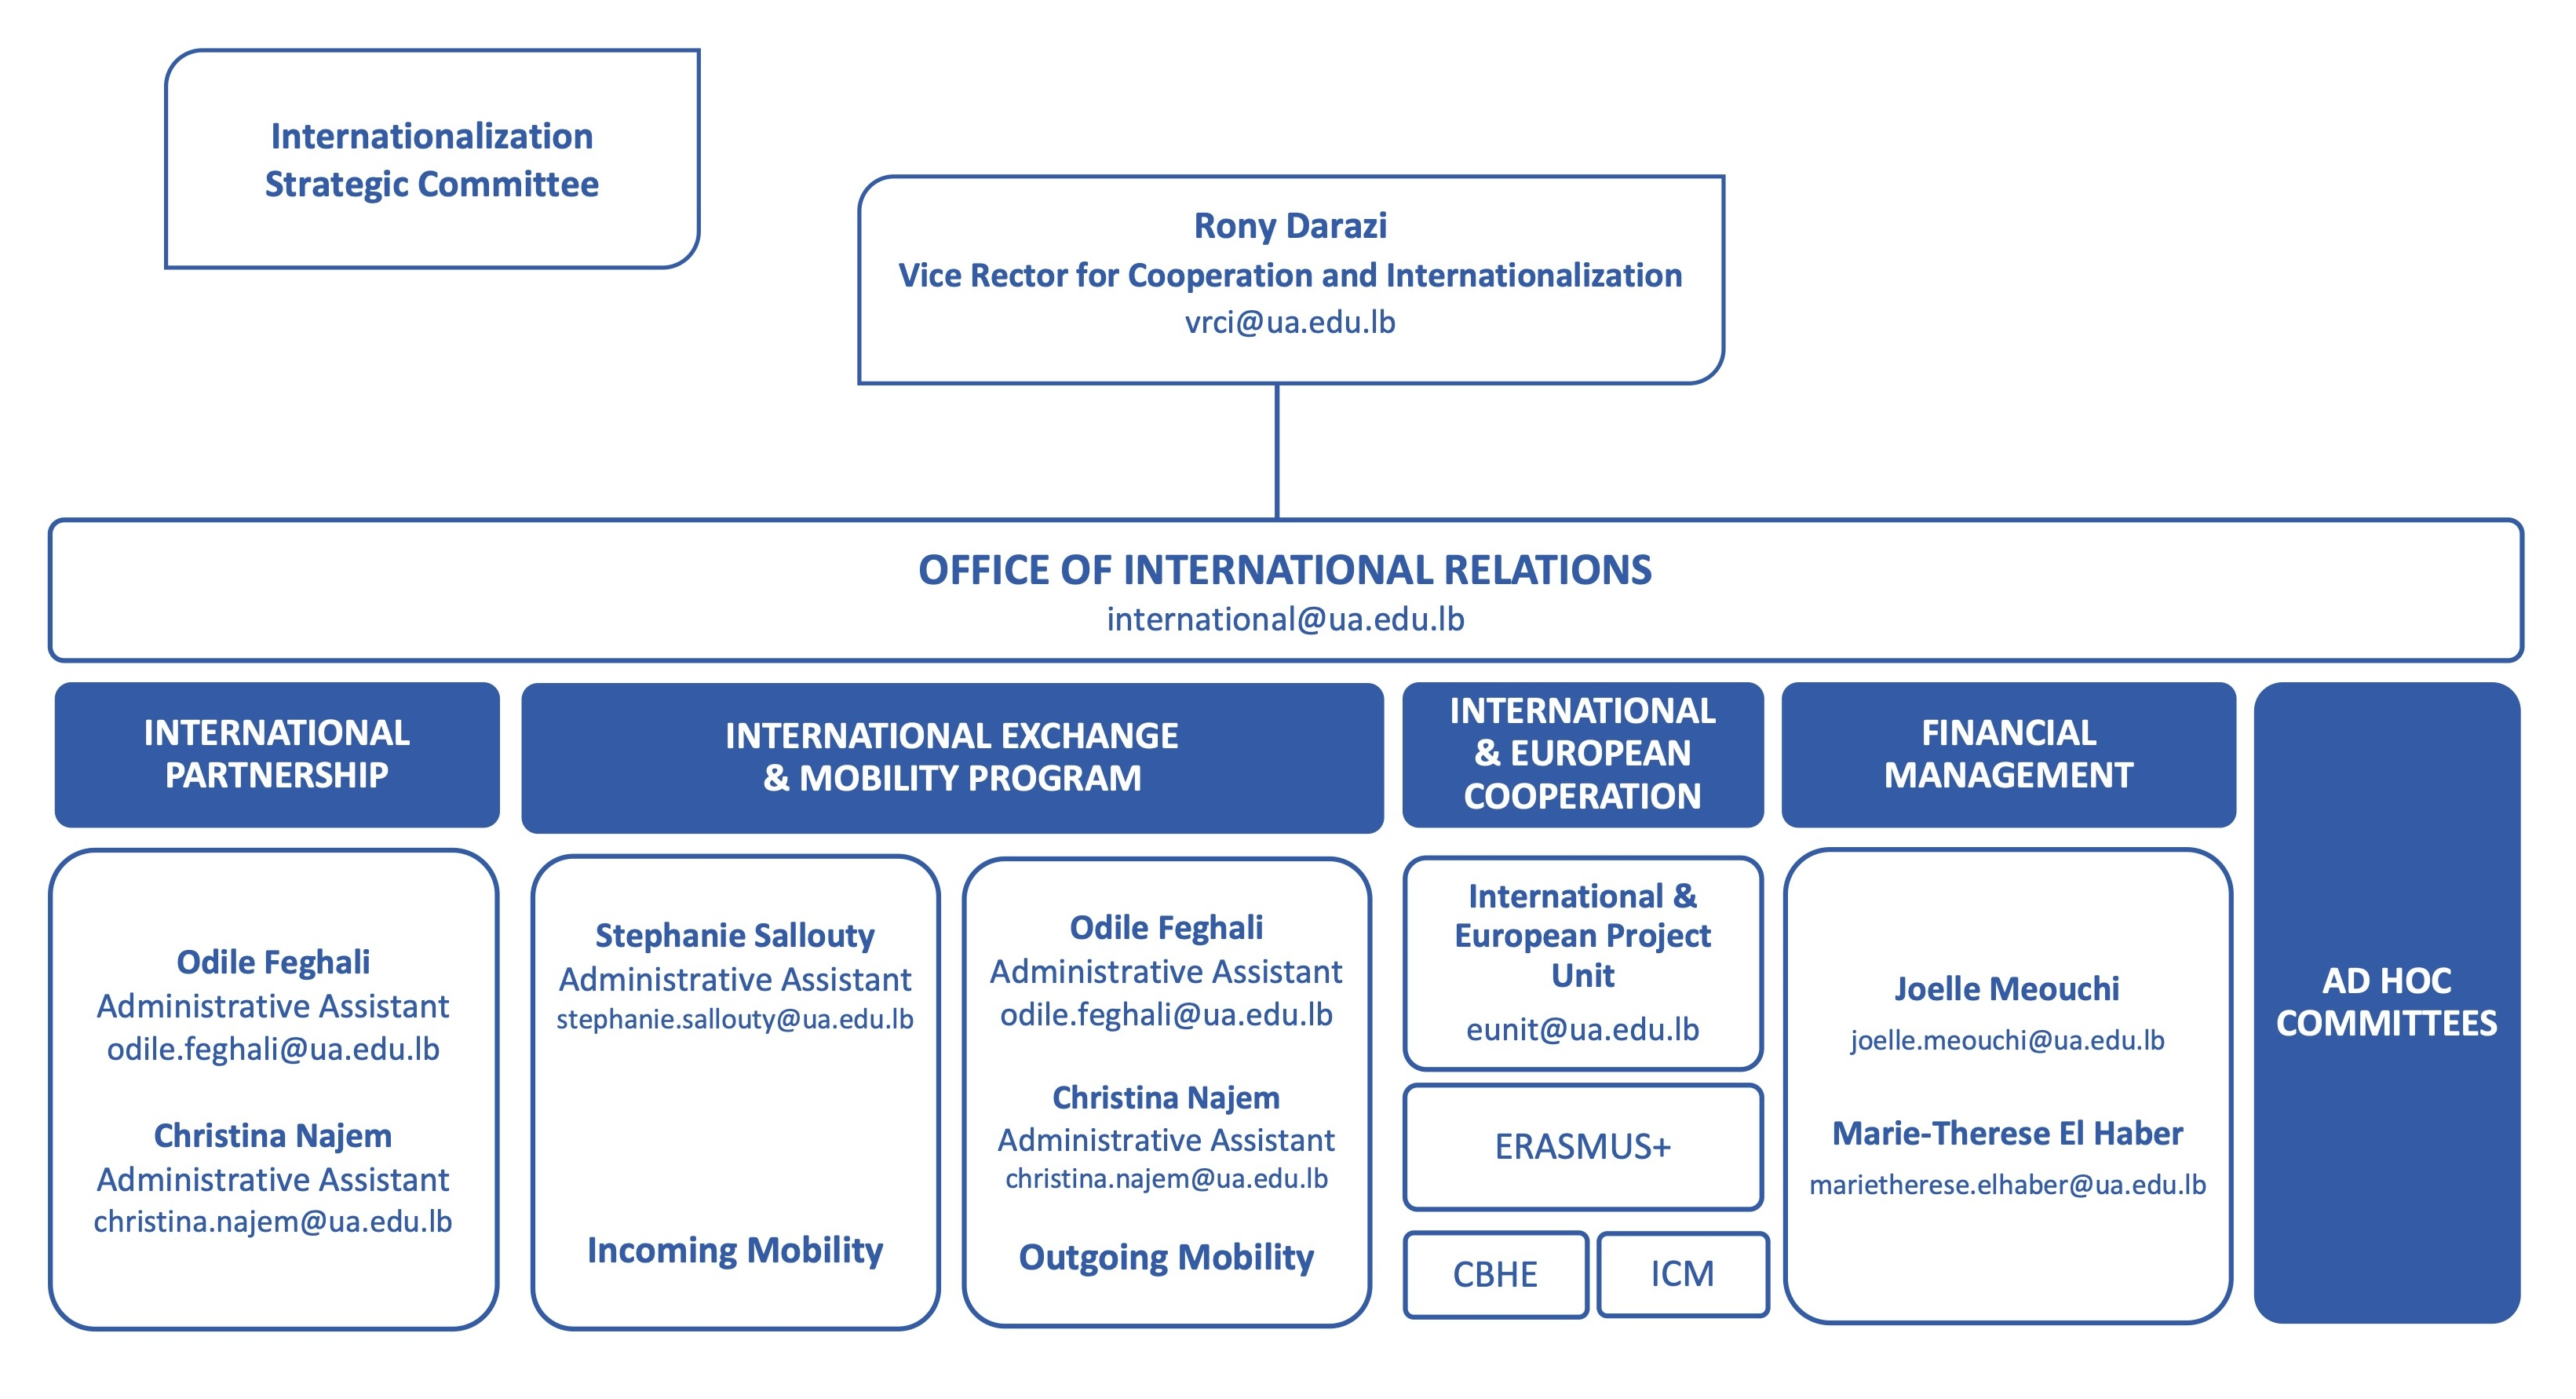 Internationalization
Strategic Committee
Rony Darazi
Vice Rector for Cooperation and Internationalization
vrci@ua.edu.lb
OFFICE OF INTERNATIONAL RELATIONS
international@ua.edu.lb
INTERNATIONAL
PARTNERSHIP
Odile Feghali
Administrative Assistant
odile.feghali@ua.edu.lb
Christina Najem
Administrative Assistant
christina.najem@ua.edu.lb
INTERNATIONAL EXCHANGE
& MOBILITY PROGRAM
Stephanie Sallouty
Administrative Assistant
stephanie.sallouty@ua.edu.lb
Incoming Mobility
Odile Feghali
Administrative Assistant
odile.feghali@ua.edu.lb
Christina Najem
Administrative Assistant
christina.najem@ua.edu.lb
Outgoing Mobility
INTERNATIONAL
& EUROPEAN
COOPERATION
International &
European Project
Unit
eunit@ua.edu.lb
ERASMUS+
CBHE
ICM
FINANCIAL
MANAGEMENT
Joelle Meouchi
joelle.meouchi@ua.edu.lb
Marie-Therese El Haber
marietherese.elhaber@ua.edu.lb
AD HOC
COMMITTEES